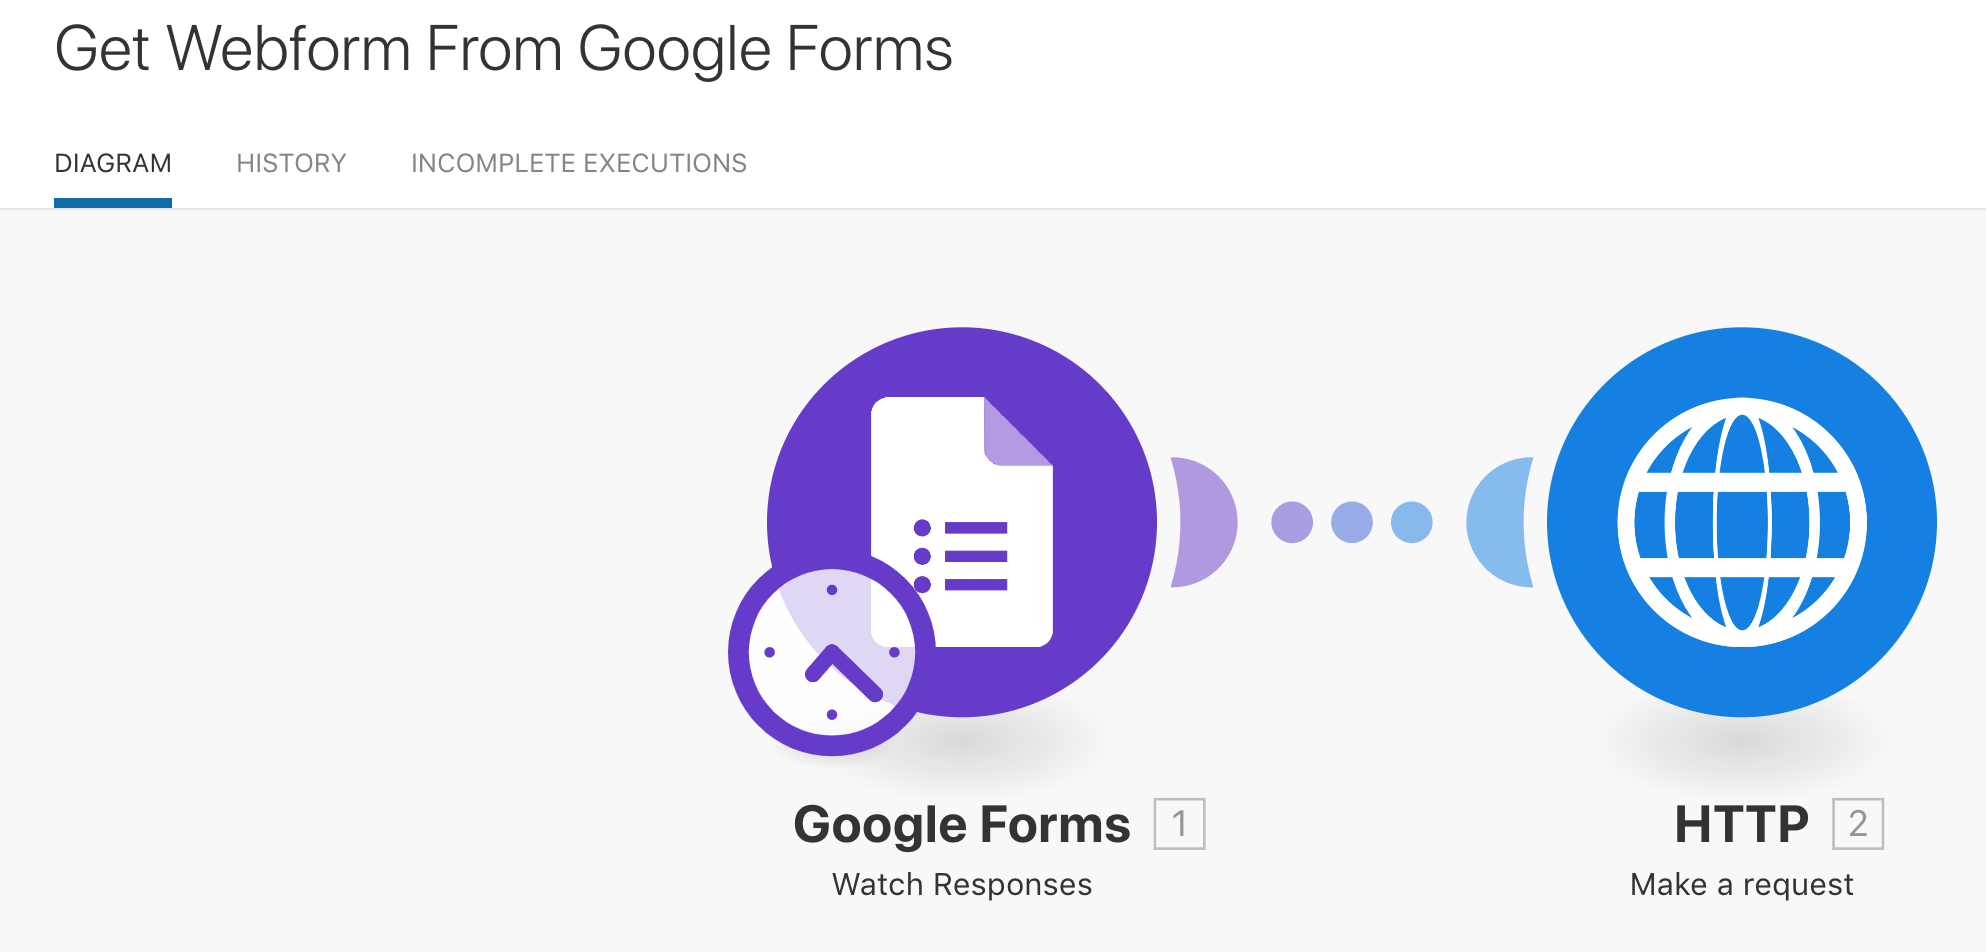 Get Webform From Google Forms
DIAGRAM HISTORY INCOMPLETE EXECUTIONS
Google Forms 1
Watch Responses
HTTP 2
Make a request